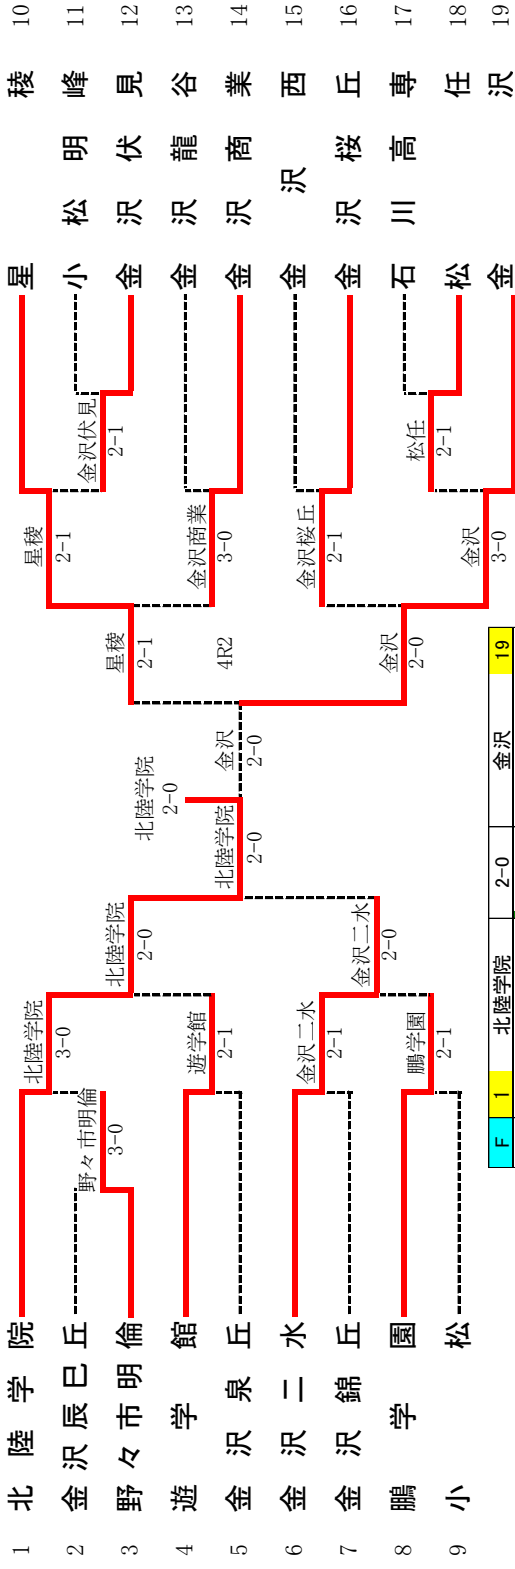 1 北陸学院
2 金沢辰巳丘
3 野々市明倫
4 遊学館
5 金沢泉丘
6 金沢二水
7 金沢錦丘
8 鵬学園
9 小松
野々市明倫
3-0
北陸学院
3-0
遊学館
2-1
金沢二水
2-1
鵬学園
2-1
北陸学院
2-0
金沢二水
2-0
北陸学院
2-0
北陸学院
2-0
金沢
2-0
星稜
2-1
4R2
金沢
2-0
星稜
2-1
金沢商業
3-0
金沢桜丘
2-1
金沢
3-0
金沢伏見
2-1
松任
2-1
星稜 10
小松明峰 11
金沢伏見 12
金沢龍谷 13
金沢商業 14
金沢西 15
金沢桜丘 16
石川高専 17
松任 18
金沢 19
F 1 北陸学院 2-0 金沢 19